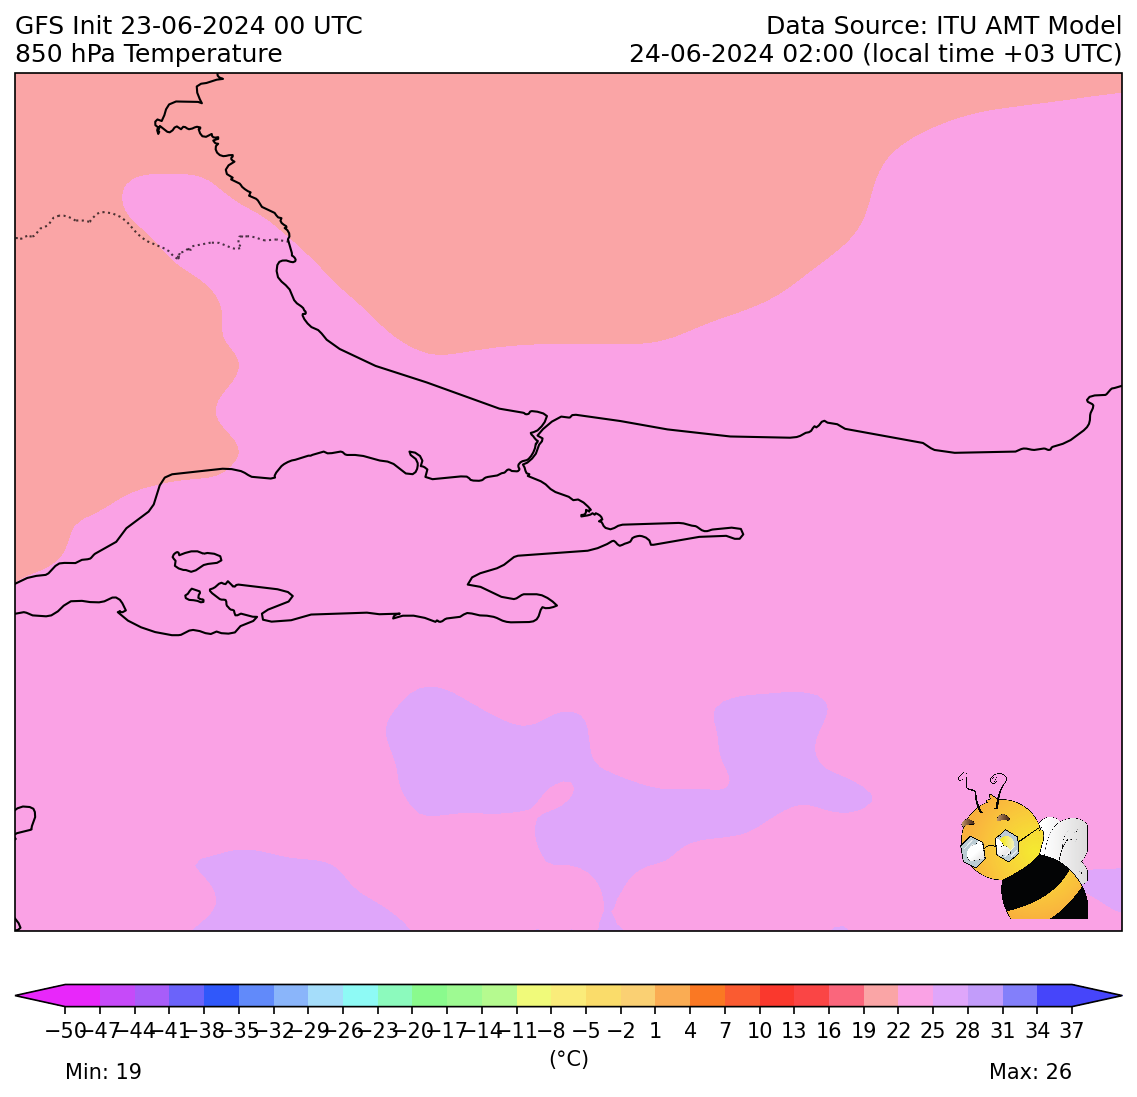 GFS Init 23-06-2024 00 UTC
850 hPa Temperature
Data Source: ITU AMT Model
24-06-2024 02:00 (local time +03 UTC)
−50 −47 −44 −41 −38 −35 −32 −29 −26 −23 −20 −17 −14 −11 −8 −5 −2 1 4 7 10 13 16 19 22 25 28 31 34 37
(°C)
Min: 19
Max: 26